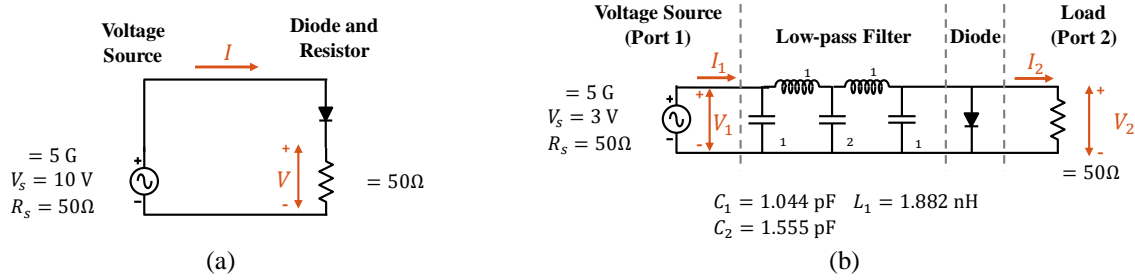 Voltage
Source
Diode and
Resistor
I
= 5 G
V_s = 10 V
R_s = 50Ω
+
-
+
V
-
= 50Ω
(a)
Voltage Source
(Port 1)
Low-pass Filter
Diode
Load
(Port 2)
I_1
1
1
I_2
= 5 G
V_s = 3 V
R_s = 50Ω
+
-
+
V_1
-
1
2
1
+
V_2
-
= 50Ω
C_1 = 1.044 pF L_1 = 1.882 nH
C_2 = 1.555 pF
(b)